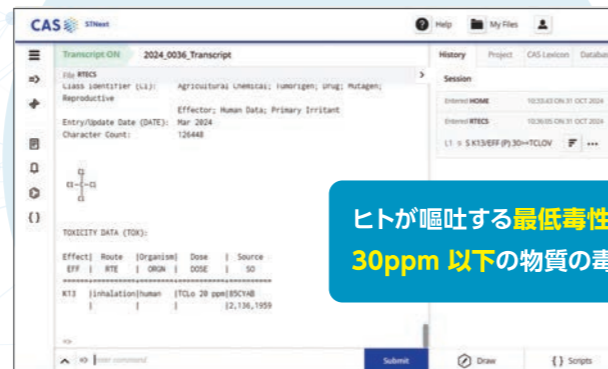 CAS STNext
Help My Files
Transcript ON 2024_0036_Transcript
File RTECS
Class Identifier (CI): Agricultural Chemical; Tumorigen; Drug; Mutagen;
Reproductive
Effector; Human Data; Primary Irritant
Entry/Update Date (DATE): Mar 2024
Character Count: 126448
Cl
Cl-C-Cl
Cl
TOXICITY DATA (TOX):
Effect| Route |Organism| Dose | Source
EFF | RTE | ORGN | DOSE | SO
K13 |inhalation|human |TCLo 20 ppm|85CYAB
| | | |2,136,1959
=>
=> Enter command
Submit
History Project CAS Lexicon Databas
Session
Entered HOME 10:33:43 ON 31 OCT 2024
Entered RTECS 10:36:05 ON 31 OCT 2024
L1 S K13/EFF (P) 30>=TCLOV
ヒトが嘔吐する最低毒性
30ppm 以下の物質の毒
Draw {} Scripts